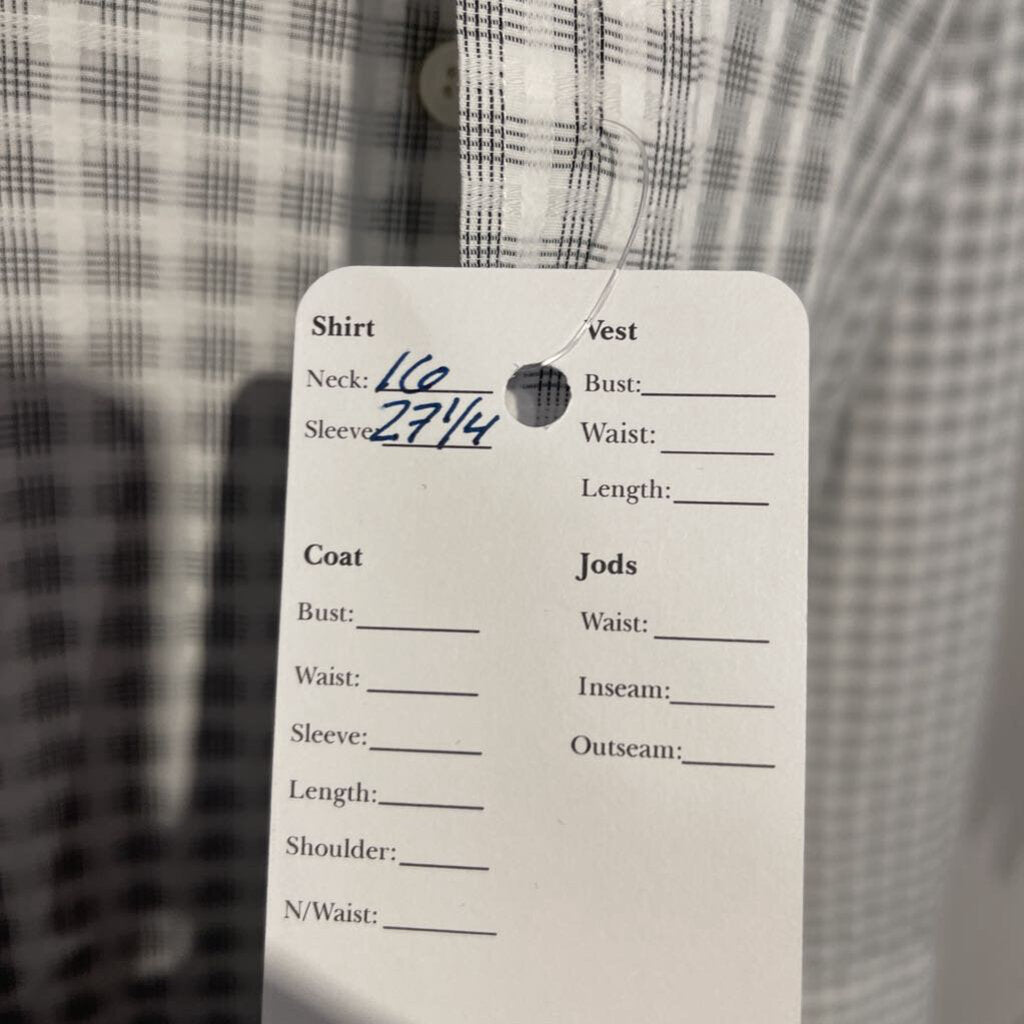 Shirt
Neck: 16
Sleeve: 27 1/4
Vest
Bust:
Waist:
Length:
Coat
Bust:
Waist:
Sleeve:
Length:
Shoulder:
N/Waist:
Jods
Waist:
Inseam:
Outseam: